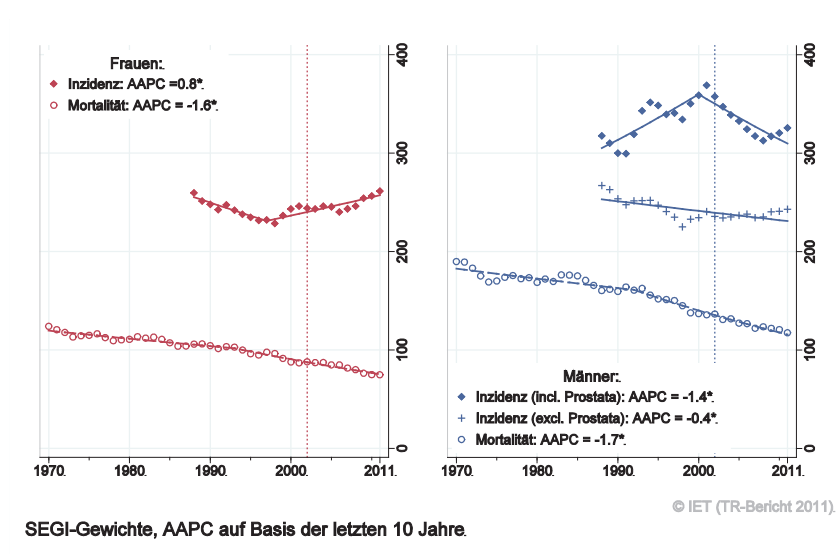 Frauen:
Inzidenz: AAPC =0.8*
Mortalität: AAPC = -1.6*
400
300
200
100
0
1970
1980
1990
2000
2011
400
300
200
100
0
Männer:
Inzidenz (incl. Prostata): AAPC = -1.4*
Inzidenz (excl. Prostata): AAPC = -0.4*
Mortalität: AAPC = -1.7*
1970
1980
1990
2000
2011
© IET (TR-Bericht 2011)
SEGI-Gewichte, AAPC auf Basis der letzten 10 Jahre